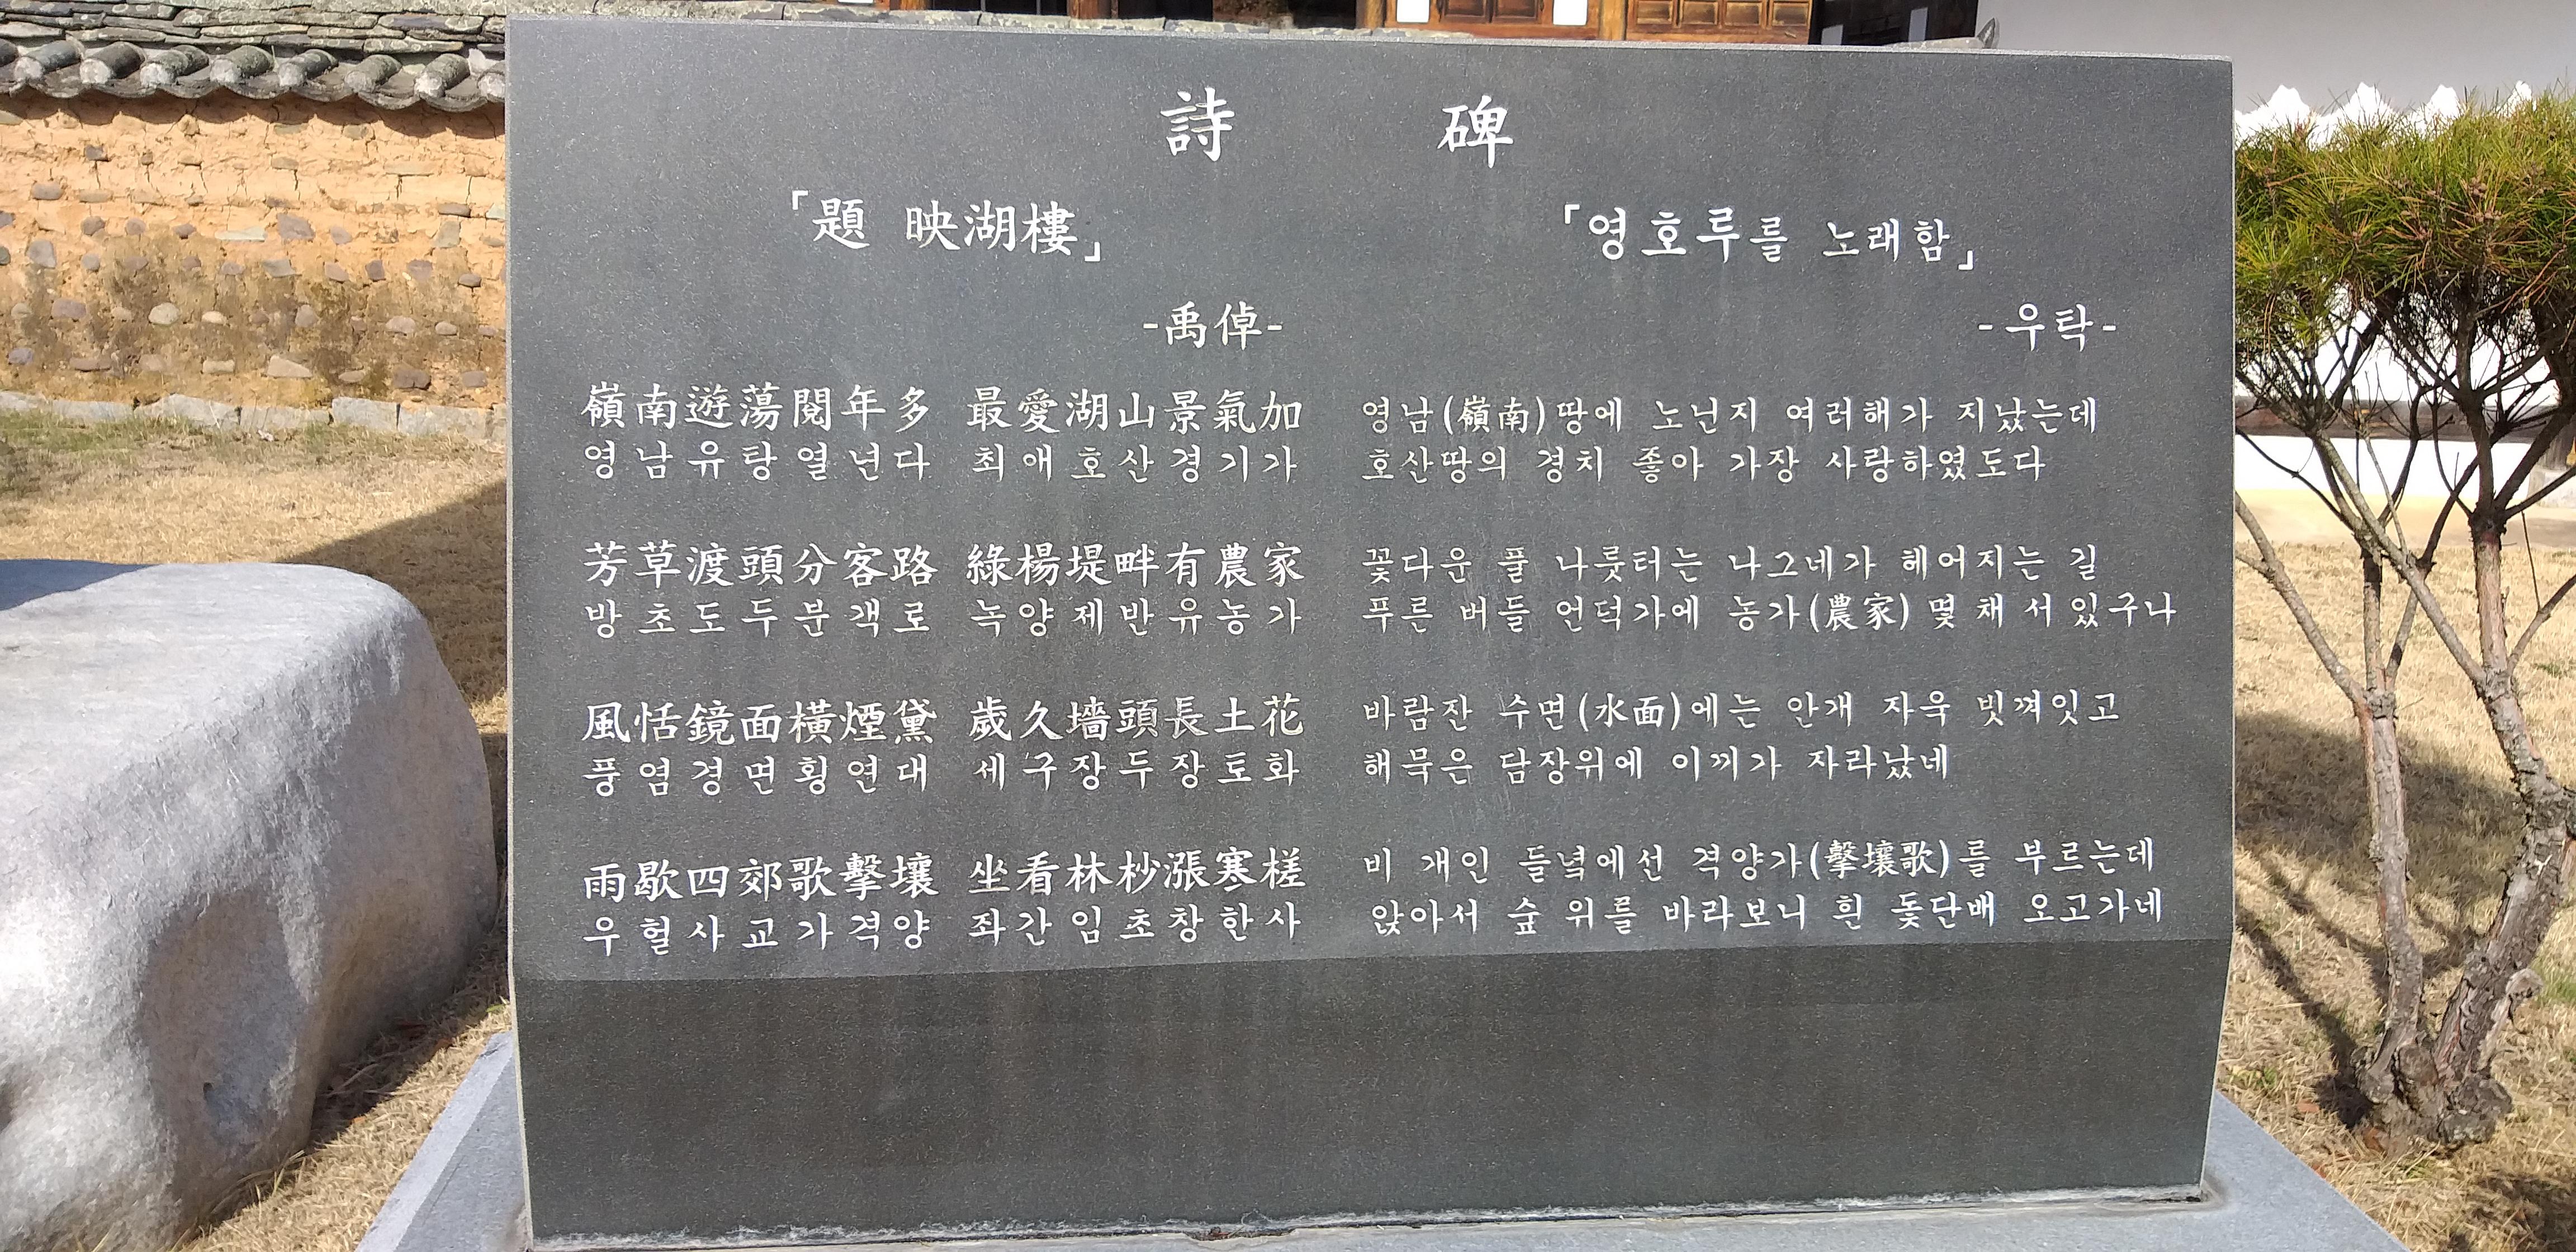 詩 碑
「題 映湖樓」
-禹倬-
嶺南遊蕩閱年多 最愛湖山景氣加
영남유탕열년다 최애호산경기가
芳草渡頭分客路 綠楊堤畔有農家
방초도두분객로 녹양제반유농가
風恬鏡面橫煙黛 歲久墻頭長土花
풍염경면횡연대 세구장두장토화
雨歇四郊歌擊壤 坐看林杪漲寒槎
우헐사교가격양 좌간임초창한사
「영호루를 노래함」
-우탁-
영남(嶺南)땅에 노닌지 여러해가 지났는데
호산땅의 경치 좋아 가장 사랑하였도다
꽃다운 풀 나룻터는 나그네가 헤어지는 길
푸른 버들 언덕가에 농가(農家) 몇 채 서 있구나
바람잔 수면(水面)에는 안개 자욱 빗껴잇고
해묵은 담장위에 이끼가 자라났네
비 개인 들녘에선 격양가(擊壤歌)를 부르는데
앉아서 숲 위를 바라보니 흰 돛단배 오고가네